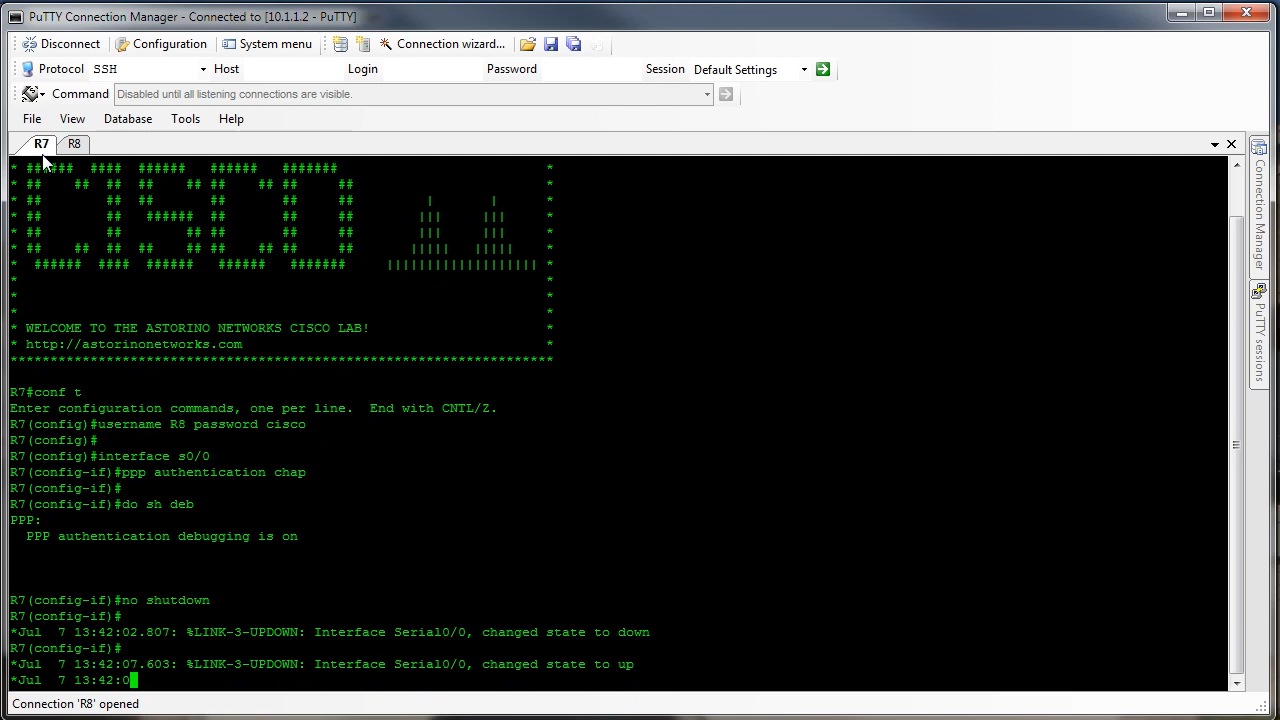 PuTTY Connection Manager - Connected to [10.1.1.2 - PuTTY]
Disconnect Configuration System menu Connection wizard...
Protocol SSH Host Login Password Session Default Settings
Command Disabled until all listening connections are visible.
File View Database Tools Help
R7 R8
* ###### #### ###### ###### ####### *
* ## ## ## ## ## ## ## ## ## *
* ## ## ## ## ## ## | | *
* ## ## ###### ## ## ## ||| ||| *
* ## ## ## ## ## ## ||| ||| *
* ## ## ## ## ## ## ## ## ## ||||| ||||| *
* ###### #### ###### ###### ####### ||||||||||||||||||| *
* *
* *
* *
* WELCOME TO THE ASTORINO NETWORKS CISCO LAB! *
* http://astorinonetworks.com *
********************************************************************
R7#conf t
Enter configuration commands, one per line. End with CNTL/Z.
R7(config)#username R8 password cisco
R7(config)#
R7(config)#interface s0/0
R7(config-if)#ppp authentication chap
R7(config-if)#
R7(config-if)#do sh deb
PPP:
PPP authentication debugging is on
R7(config-if)#no shutdown
R7(config-if)#
*Jul 7 13:42:02.807: %LINK-3-UPDOWN: Interface Serial0/0, changed state to down
R7(config-if)#
*Jul 7 13:42:07.603: %LINK-3-UPDOWN: Interface Serial0/0, changed state to up
*Jul 7 13:42:0
Connection 'R8' opened
Connection Manager
PuTTY sessions